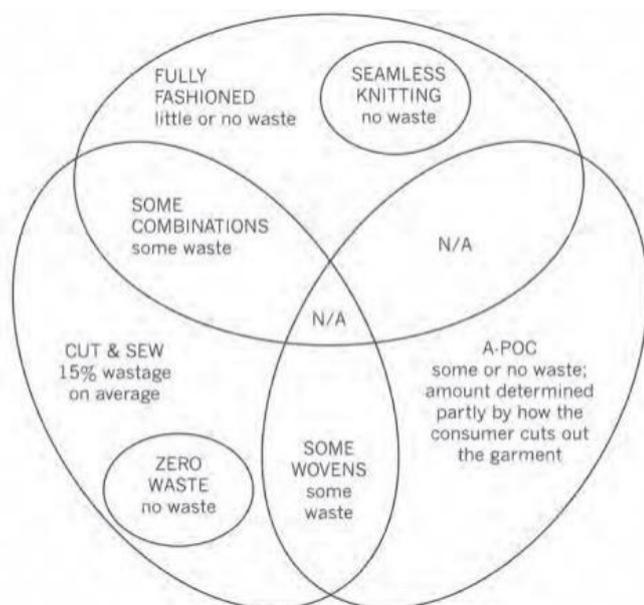 FULLY
FASHIONED
little or no waste
SEAMLESS
KNITTING
no waste
SOME
COMBINATIONS
some waste
N/A
N/A
CUT & SEW
15% wastage
on average
A-POC
some or no waste;
amount determined
partly by how the
consumer cuts out
the garment
ZERO
WASTE
no waste
SOME
WOVENS
some
waste